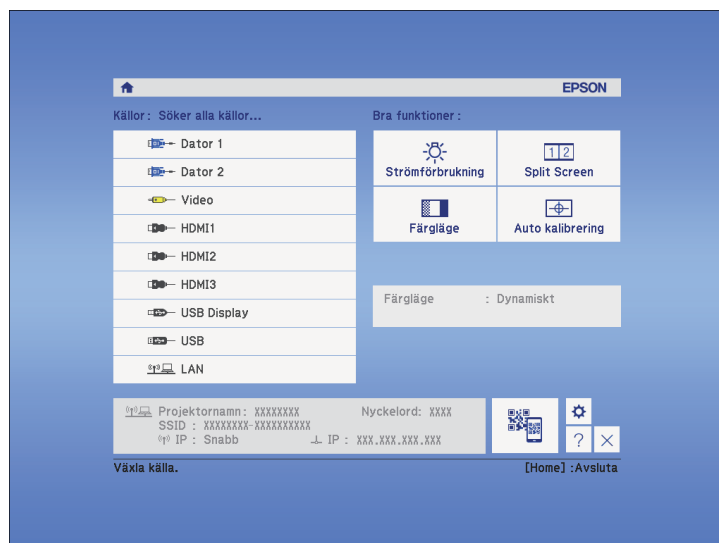 EPSON
Källor : Söker alla källor...
Dator 1
Dator 2
Video
HDMI1
HDMI2
HDMI3
USB Display
USB
LAN
Bra funktioner :
Strömförbrukning
1 2
Split Screen
Färgläge
Auto kalibrering
Färgläge : Dynamiskt
Projektornamn : XXXXXXXX Nyckelord: XXXX
SSID : XXXXXXXX-XXXXXXXXXX
IP : Snabb IP : XXX.XXX.XXX.XXX
?
Växla källa. [Home] :Avsluta